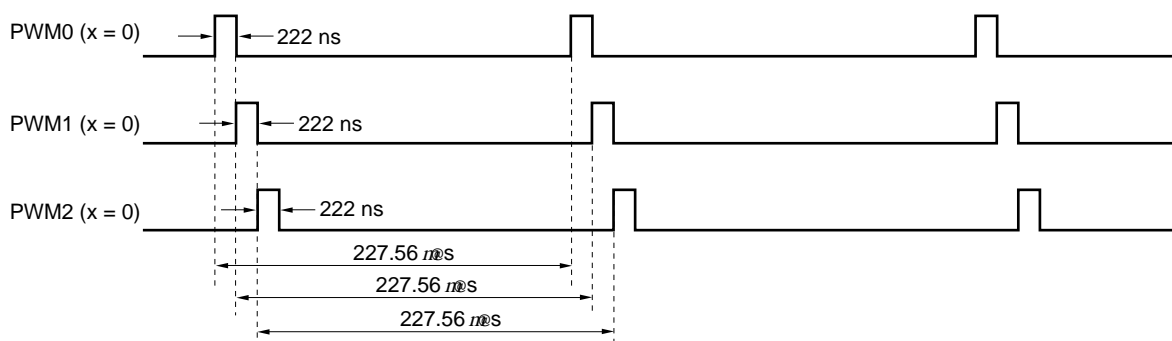 PWM0 (x = 0)
222 ns
PWM1 (x = 0)
222 ns
PWM2 (x = 0)
222 ns
227.56 s
227.56 s
227.56 s